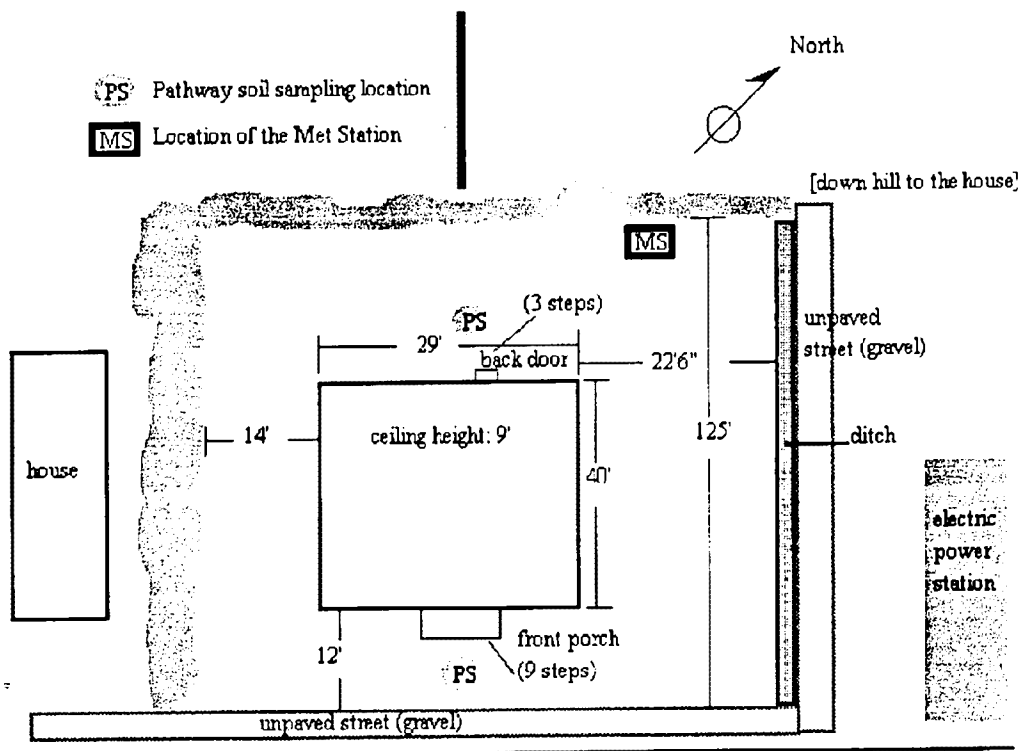 North
PS Pathway soil sampling location
MS Location of the Met Station
[down hill to the house]
MS
(3 steps)
PS
unpaved
street (gravel)
29'
back door
22'6"
14'
ceiling height: 9'
125'
ditch
house
40'
electric
power
station
12'
front porch
(9 steps)
PS
unpaved street (gravel)